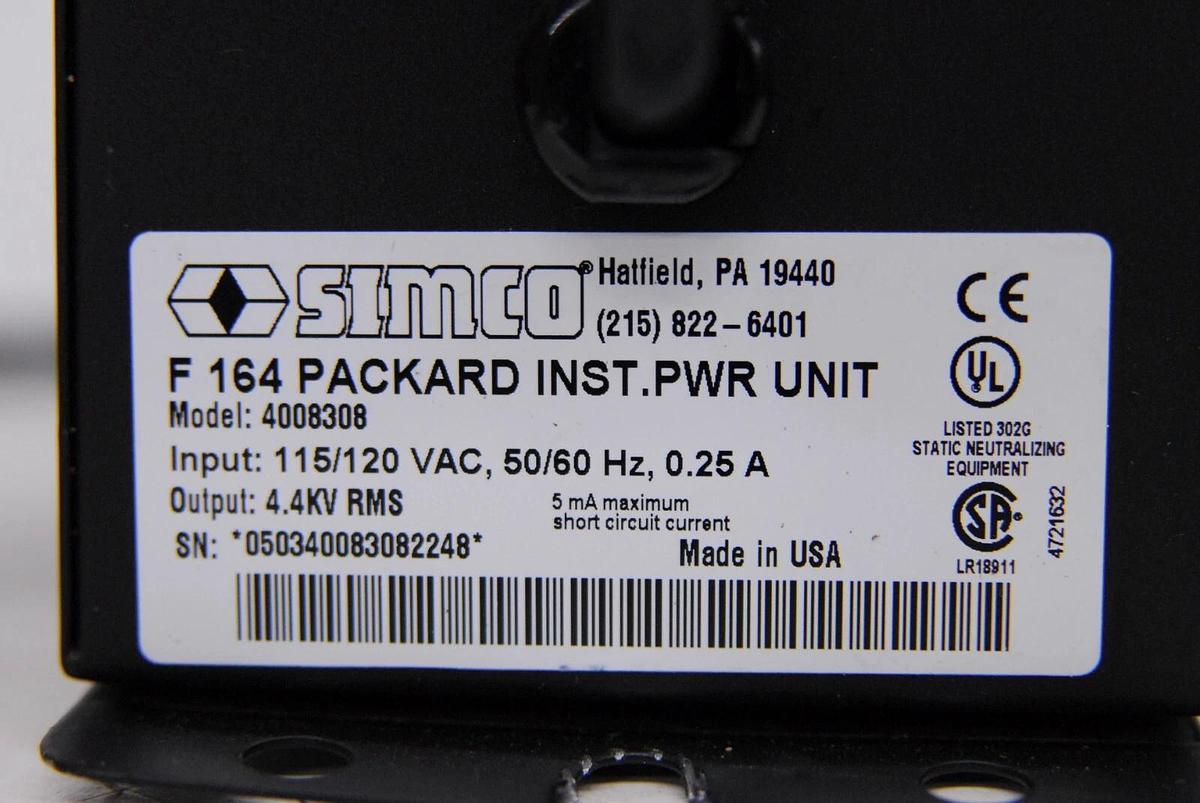 SIMCO® Hatfield, PA 19440
(215) 822-6401
F 164 PACKARD INST.PWR UNIT
Model: 4008308
Input: 115/120 VAC, 50/60 Hz, 0.25 A
Output: 4.4KV RMS
5 mA maximum
short circuit current
SN: *050340083082248*
Made in USA
CE
UL
LISTED 302G
STATIC NEUTRALIZING
EQUIPMENT
SA®
LR18911
4721632